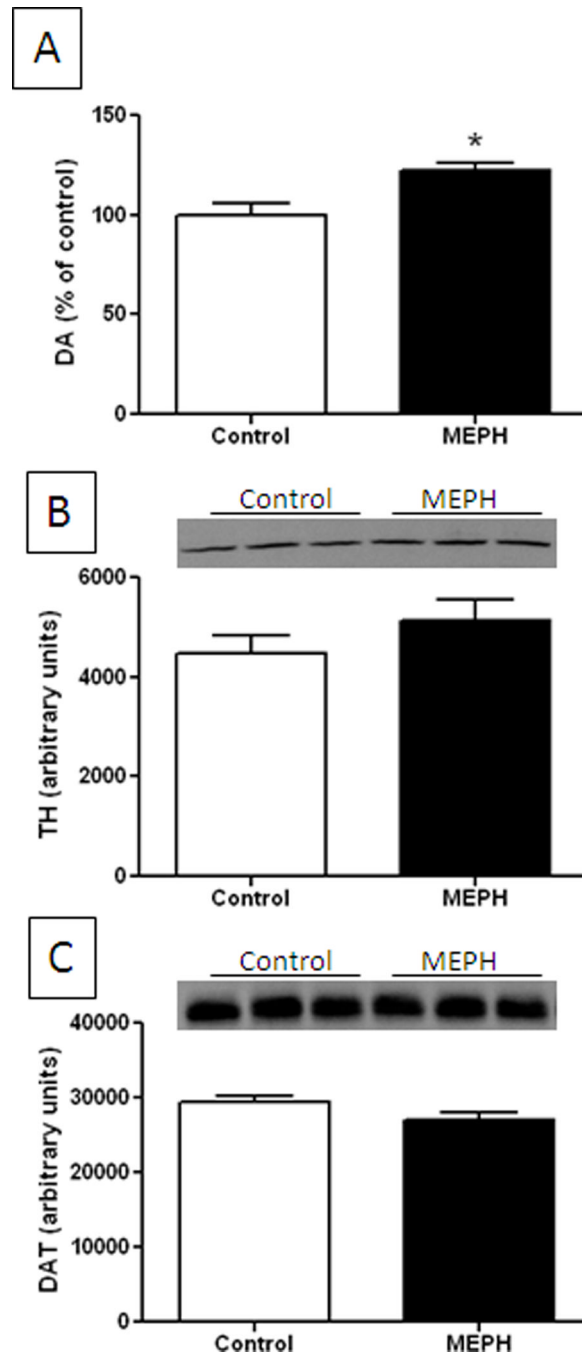 A
DA (% of control)
150
100
50
0
*
Control MEPH
B
Control MEPH
TH (arbitrary units)
6000
4000
2000
0
Control MEPH
C
Control MEPH
DAT (arbitrary units)
40000
30000
20000
10000
0
Control MEPH